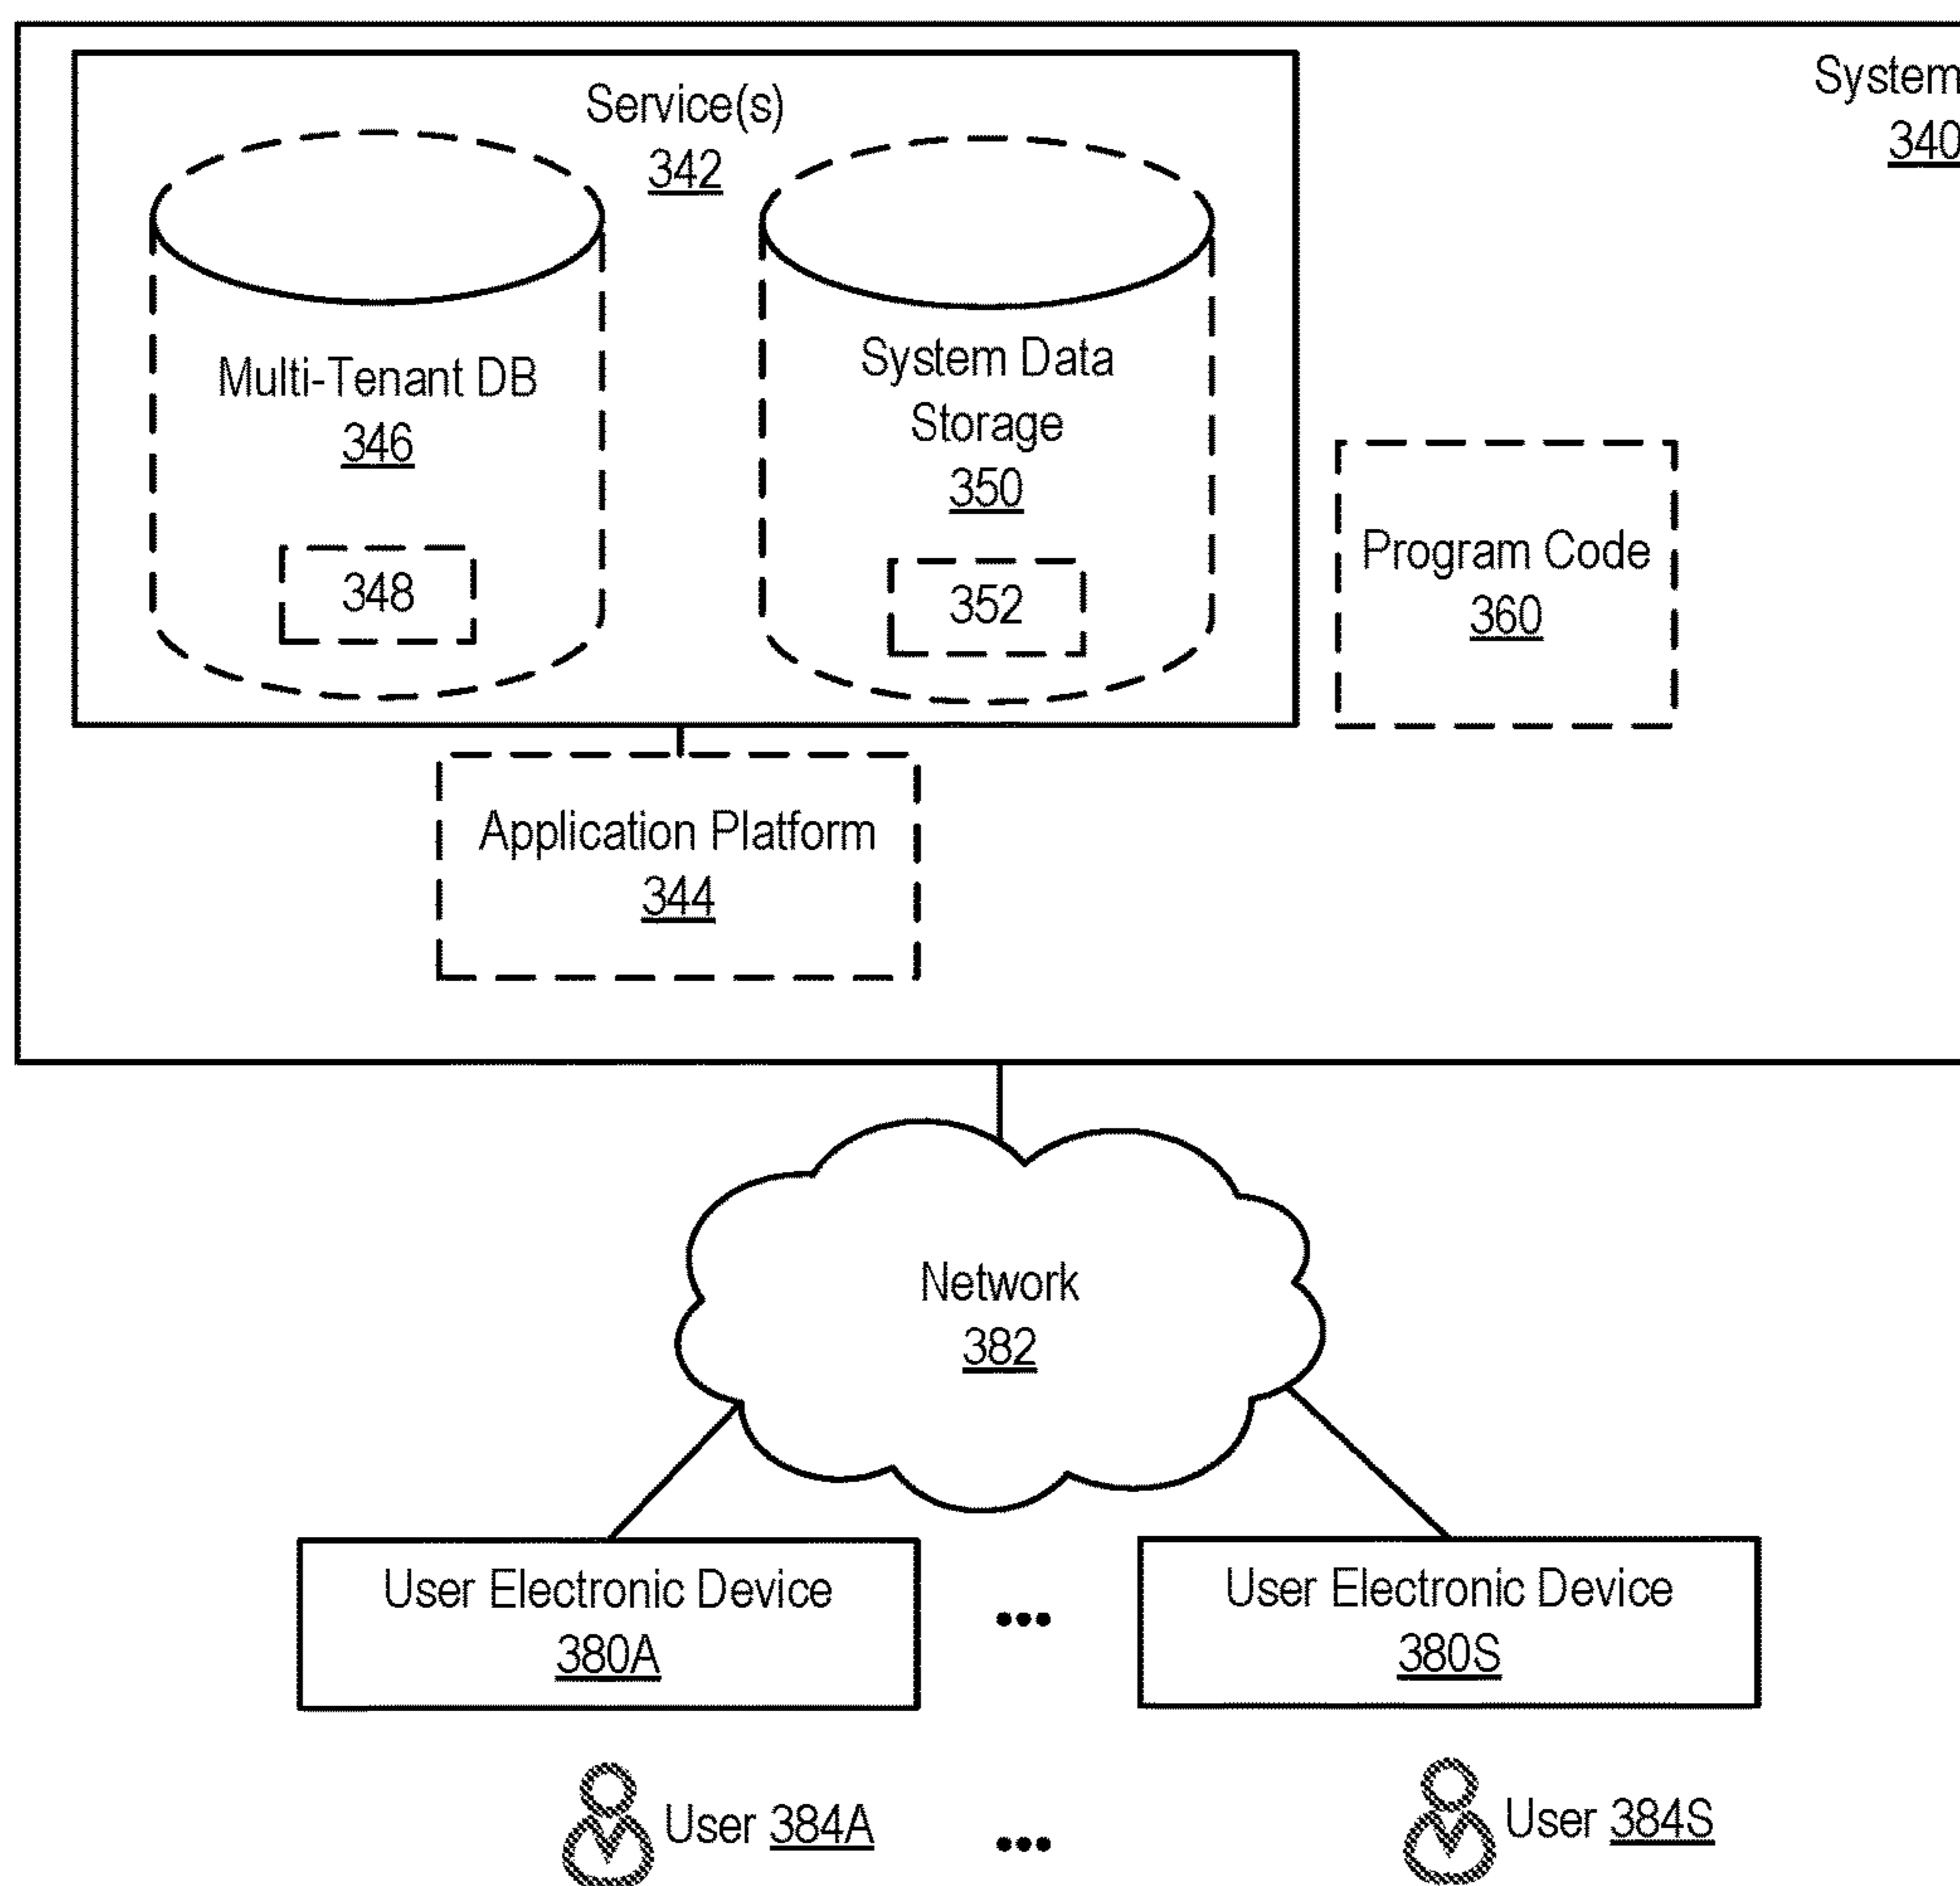 Service(s)
342
System
340
Multi-Tenant DB
346
348
System Data
Storage
350
352
Program Code
360
Application Platform
344
Network
382
User Electronic Device
380A
...
User Electronic Device
380S
User 384A
...
User 384S